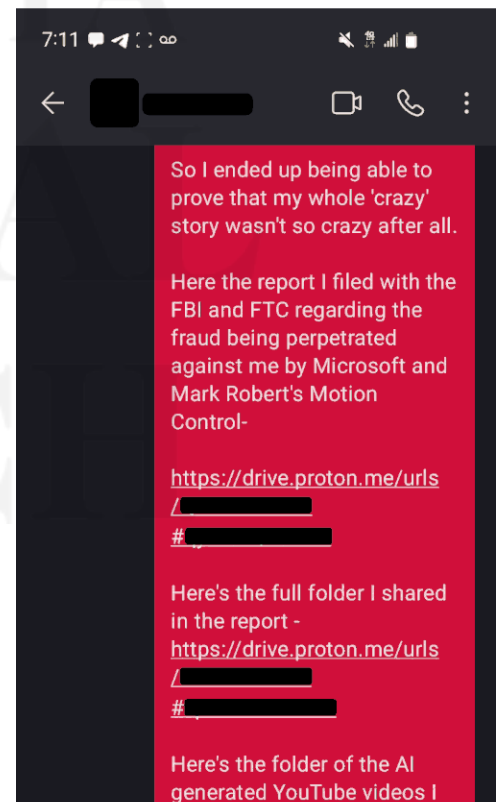 7:11
So I ended up being able to
prove that my whole 'crazy'
story wasn't so crazy after all.
Here the report I filed with the
FBI and FTC regarding the
fraud being perpetrated
against me by Microsoft and
Mark Robert's Motion
Control-
https://drive.proton.me/urls
/
#
Here's the full folder I shared
in the report -
https://drive.proton.me/urls
/
#
Here's the folder of the AI
generated YouTube videos I